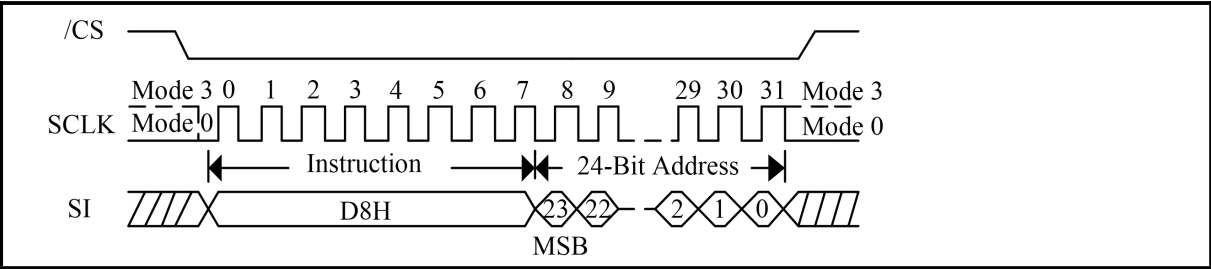 /CS
Mode 3 0 1 2 3 4 5 6 7 8 9 29 30 31 Mode 3
SCLK Mode 0 Mode 0
Instruction 24-Bit Address
SI D8H 23 22 2 1 0
MSB